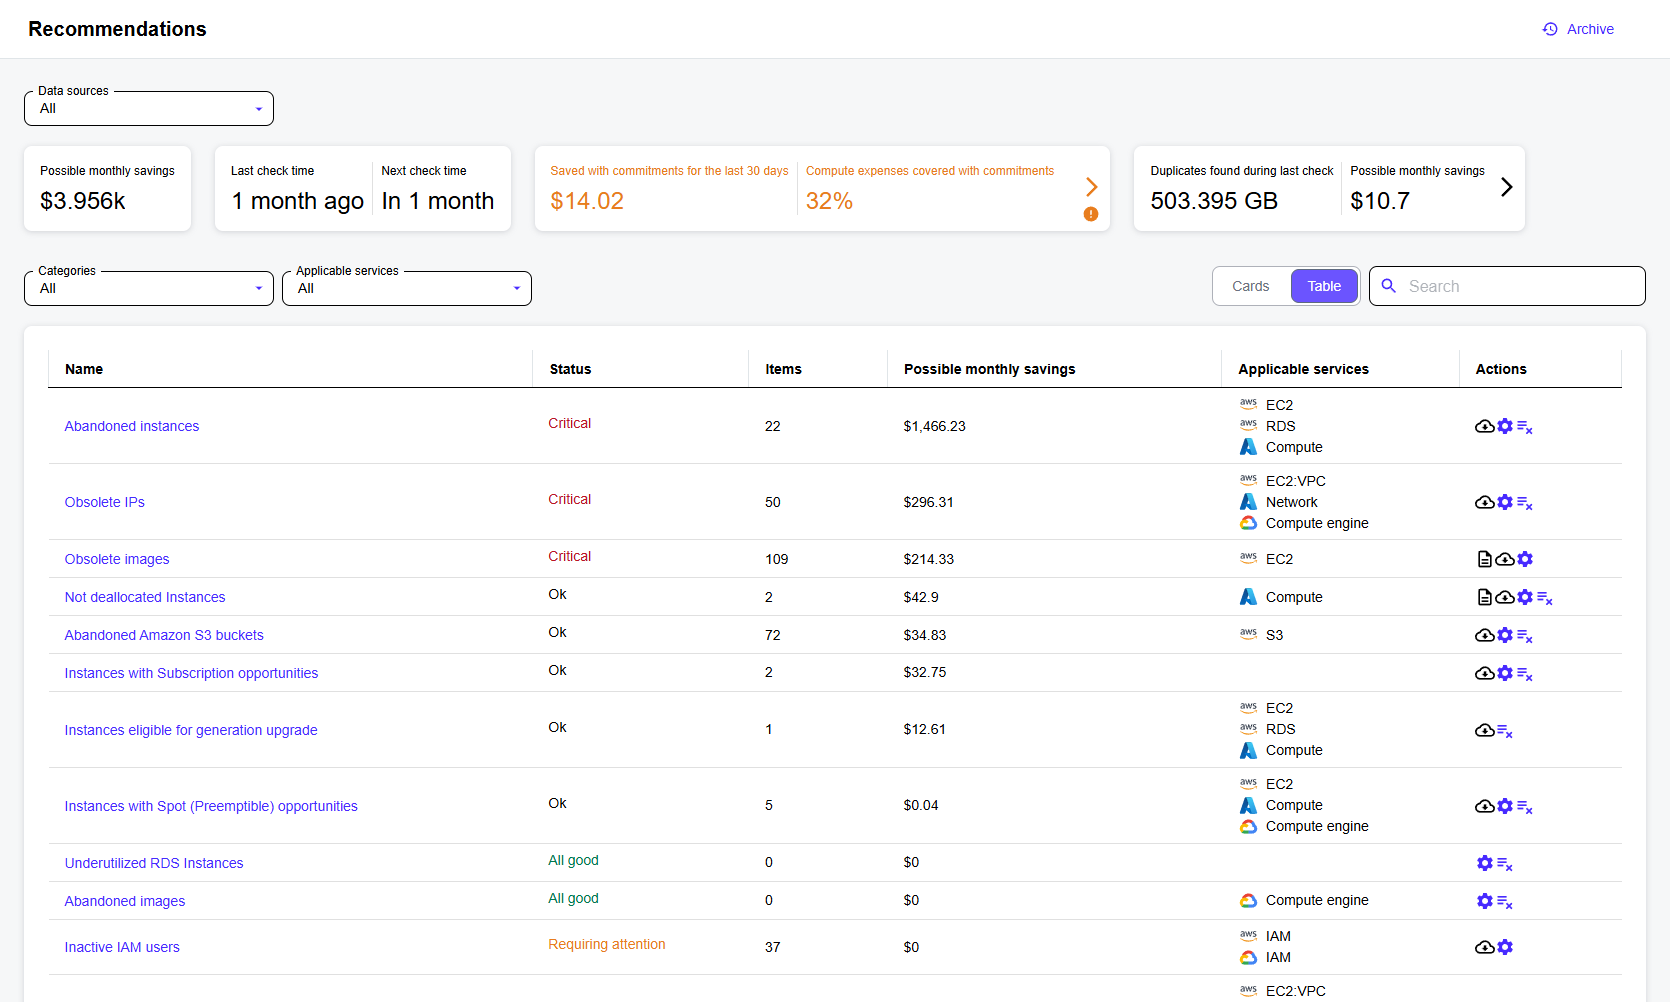 Recommendations
Archive
Data sources
All
Possible monthly savings
$3.956k
Last check time
1 month ago
Next check time
In 1 month
Saved with commitments for the last 30 days
$14.02
Compute expenses covered with commitments
32%
Duplicates found during last check
503.395 GB
Possible monthly savings
$10.7
Categories
All
Applicable services
All
Cards
Table
Search
Name Status Items Possible monthly savings Applicable services Actions
Abandoned instances Critical 22 $1,466.23
aws EC2
aws RDS
Compute
Obsolete IPs Critical 50 $296.31
aws EC2:VPC
Network
Compute engine
Obsolete images Critical 109 $214.33 aws EC2
Not deallocated Instances Ok 2 $42.9 Compute
Abandoned Amazon S3 buckets Ok 72 $34.83 aws S3
Instances with Subscription opportunities Ok 2 $32.75
Instances eligible for generation upgrade Ok 1 $12.61
aws EC2
aws RDS
Compute
Instances with Spot (Preemptible) opportunities Ok 5 $0.04
aws EC2
Compute
Compute engine
Underutilized RDS Instances All good 0 $0
Abandoned images All good 0 $0 Compute engine
Inactive IAM users Requiring attention 37 $0
aws IAM
IAM
aws EC2:VPC